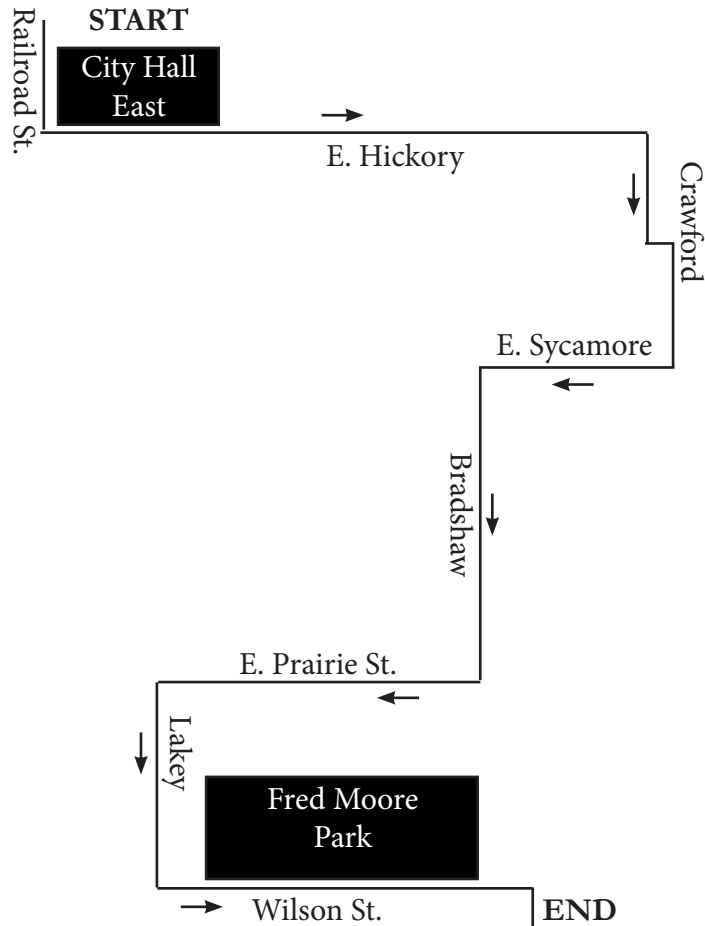 START
Railroad St.
City Hall
East
E. Hickory
Crawford
E. Sycamore
Bradshaw
E. Prairie St.
Lakey
Fred Moore
Park
Wilson St.
END